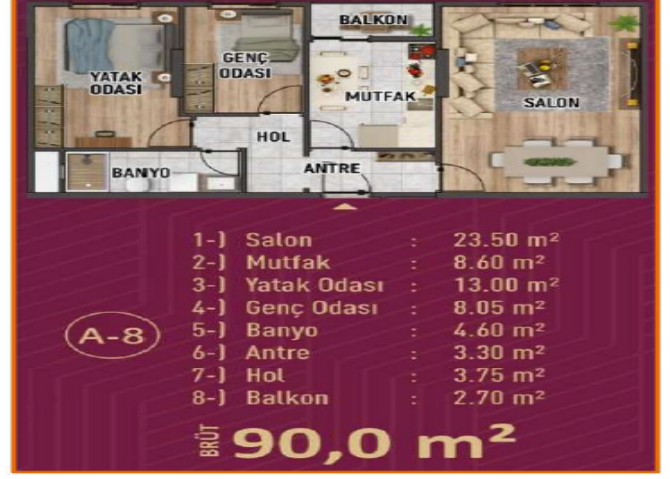 BALKON
YATAK
ODASI
GENÇ
ODASI
MUTFAK
SALON
HOL
BANYO
ANTRE
A-8
1-) Salon : 23.50 m²
2-) Mutfak : 8.60 m²
3-) Yatak Odası : 13.00 m²
4-) Genç Odası : 8.05 m²
5-) Banyo : 4.60 m²
6-) Antre : 3.30 m²
7-) Hol : 3.75 m²
8-) Balkon : 2.70 m²
BRÜT 90,0 m²